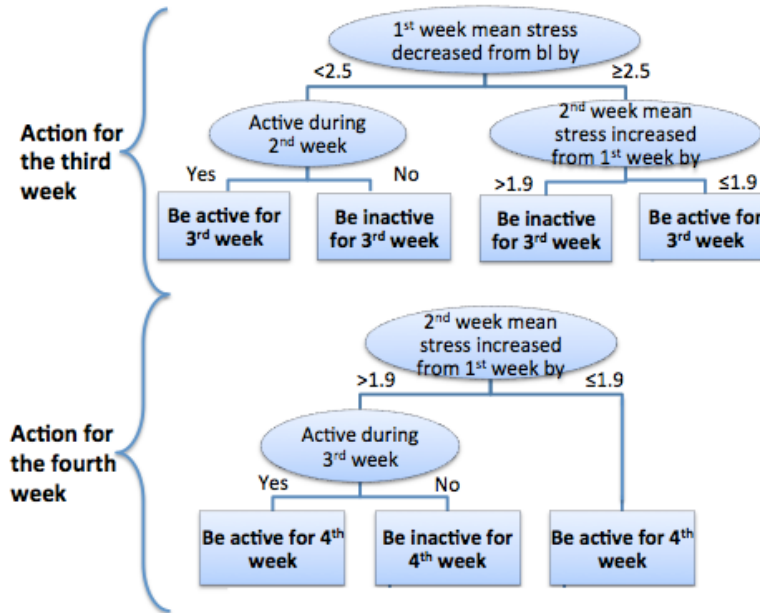 1st week mean stress
decreased from bl by
<2.5
≥2.5
Action for
the third
week
Active during
2nd week
2nd week mean
stress increased
from 1st week by
Yes
No
>1.9
≤1.9
Be active for
3rd week
Be inactive
for 3rd week
Be inactive
for 3rd week
Be active for
3rd week
2nd week mean
stress increased
from 1st week by
>1.9
≤1.9
Action for
the fourth
week
Active during
3rd week
Yes
No
Be active for 4th
week
Be inactive for
4th week
Be active for 4th
week